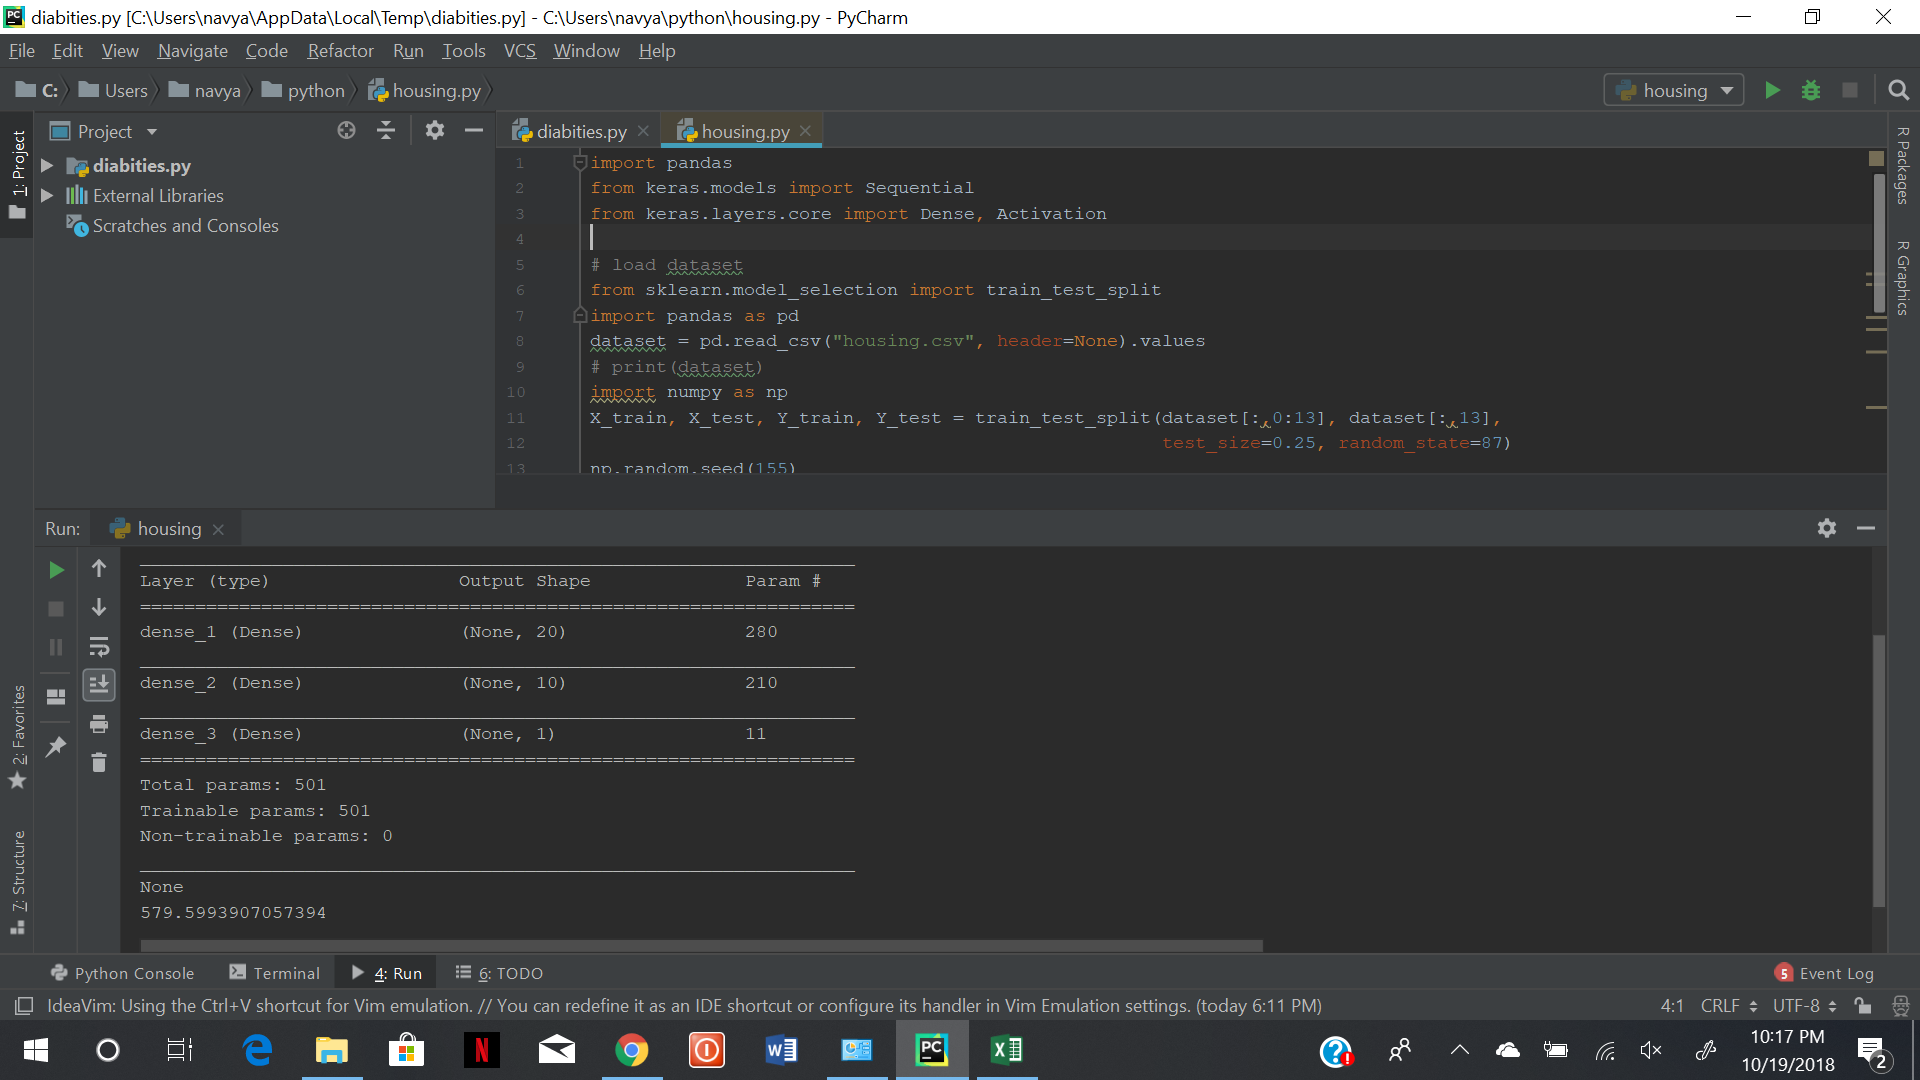 diabities.py [C:\Users\navya\AppData\Local\Temp\diabities.py] - C:\Users\navya\python\housing.py - PyCharm
File Edit View Navigate Code Refactor Run Tools VCS Window Help
C: Users navya python housing.py housing
Project
diabities.py
External Libraries
Scratches and Consoles
1: Project
2: Favorites
7: Structure
diabities.py housing.py
1 import pandas
2 from keras.models import Sequential
3 from keras.layers.core import Dense, Activation
4
5 # load dataset
6 from sklearn.model_selection import train_test_split
7 import pandas as pd
8 dataset = pd.read_csv("housing.csv", header=None).values
9 # print(dataset)
10 import numpy as np
11 X_train, X_test, Y_train, Y_test = train_test_split(dataset[:,0:13], dataset[:,13],
12 test_size=0.25, random_state=87)
13 np.random.seed(155)
R Packages
R Graphics
Run: housing
Layer (type) Output Shape Param #
=================================================================
dense_1 (Dense) (None, 20) 280
dense_2 (Dense) (None, 10) 210
dense_3 (Dense) (None, 1) 11
=================================================================
Total params: 501
Trainable params: 501
Non-trainable params: 0
None
579.5993907057394
Python Console Terminal 4: Run 6: TODO 5 Event Log
IdeaVim: Using the Ctrl+V shortcut for Vim emulation. // You can redefine it as an IDE shortcut or configure its handler in Vim Emulation settings. (today 6:11 PM) 4:1 CRLF UTF-8
10:17 PM
10/19/2018
2